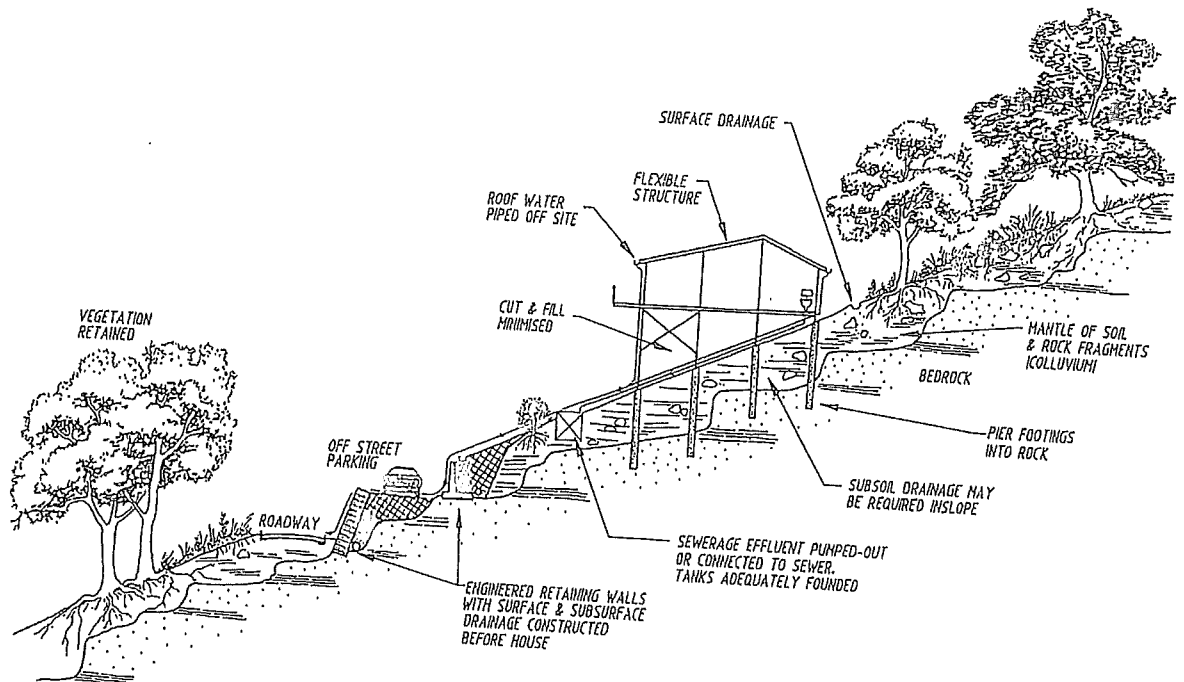 SURFACE DRAINAGE
FLEXIBLE
STRUCTURE
ROOF WATER
PIPED OFF SITE
CUT & FILL
MINIMISED
VEGETATION
RETAINED
MANTLE OF SOIL
& ROCK FRAGMENTS
(COLLUVIUM)
BEDROCK
PIER FOOTINGS
INTO ROCK
OFF STREET
PARKING
SUBSOIL DRAINAGE MAY
BE REQUIRED INSLOPE
ROADWAY
SEWERAGE EFFLUENT PUMPED-OUT
OR CONNECTED TO SEWER.
TANKS ADEQUATELY FOUNDED
ENGINEERED RETAINING WALLS
WITH SURFACE & SUBSURFACE
DRAINAGE CONSTRUCTED
BEFORE HOUSE